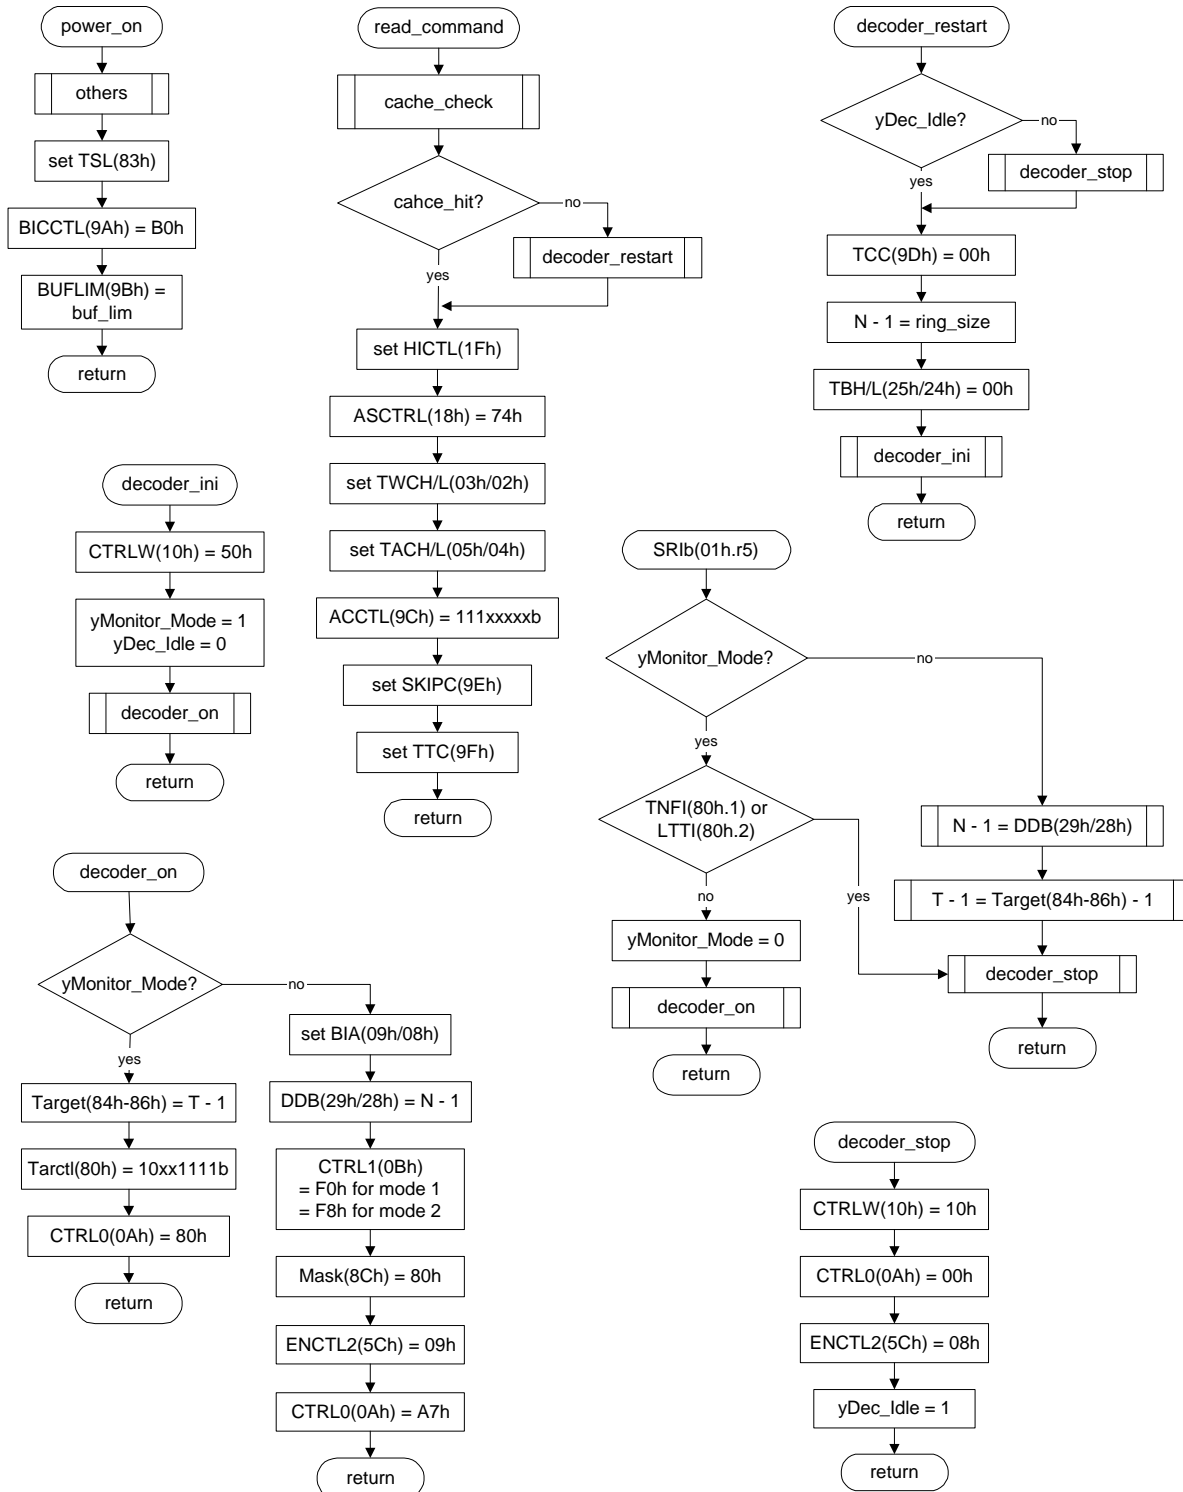 power_on
others
set TSL(83h)
BICCTL(9Ah) = B0h
BUFLIM(9Bh) =
buf_lim
return
read_command
cache_check
cahce_hit?
no
decoder_restart
yes
set HICTL(1Fh)
ASCTRL(18h) = 74h
set TWCH/L(03h/02h)
set TACH/L(05h/04h)
ACCTL(9Ch) = 111xxxxxb
set SKIPC(9Eh)
set TTC(9Fh)
return
decoder_restart
yDec_Idle?
no
decoder_stop
yes
TCC(9Dh) = 00h
N - 1 = ring_size
TBH/L(25h/24h) = 00h
decoder_ini
return
decoder_ini
CTRLW(10h) = 50h
yMonitor_Mode = 1
yDec_Idle = 0
decoder_on
return
SRIb(01h.r5)
yMonitor_Mode?
no
yes
TNFI(80h.1) or
LTTI(80h.2)
yes
no
yMonitor_Mode = 0
decoder_on
return
N - 1 = DDB(29h/28h)
T - 1 = Target(84h-86h) - 1
decoder_stop
return
decoder_on
yMonitor_Mode?
no
yes
Target(84h-86h) = T - 1
Tarctl(80h) = 10xx1111b
CTRL0(0Ah) = 80h
return
set BIA(09h/08h)
DDB(29h/28h) = N - 1
CTRL1(0Bh)
= F0h for mode 1
= F8h for mode 2
Mask(8Ch) = 80h
ENCTL2(5Ch) = 09h
CTRL0(0Ah) = A7h
return
decoder_stop
CTRLW(10h) = 10h
CTRL0(0Ah) = 00h
ENCTL2(5Ch) = 08h
yDec_Idle = 1
return